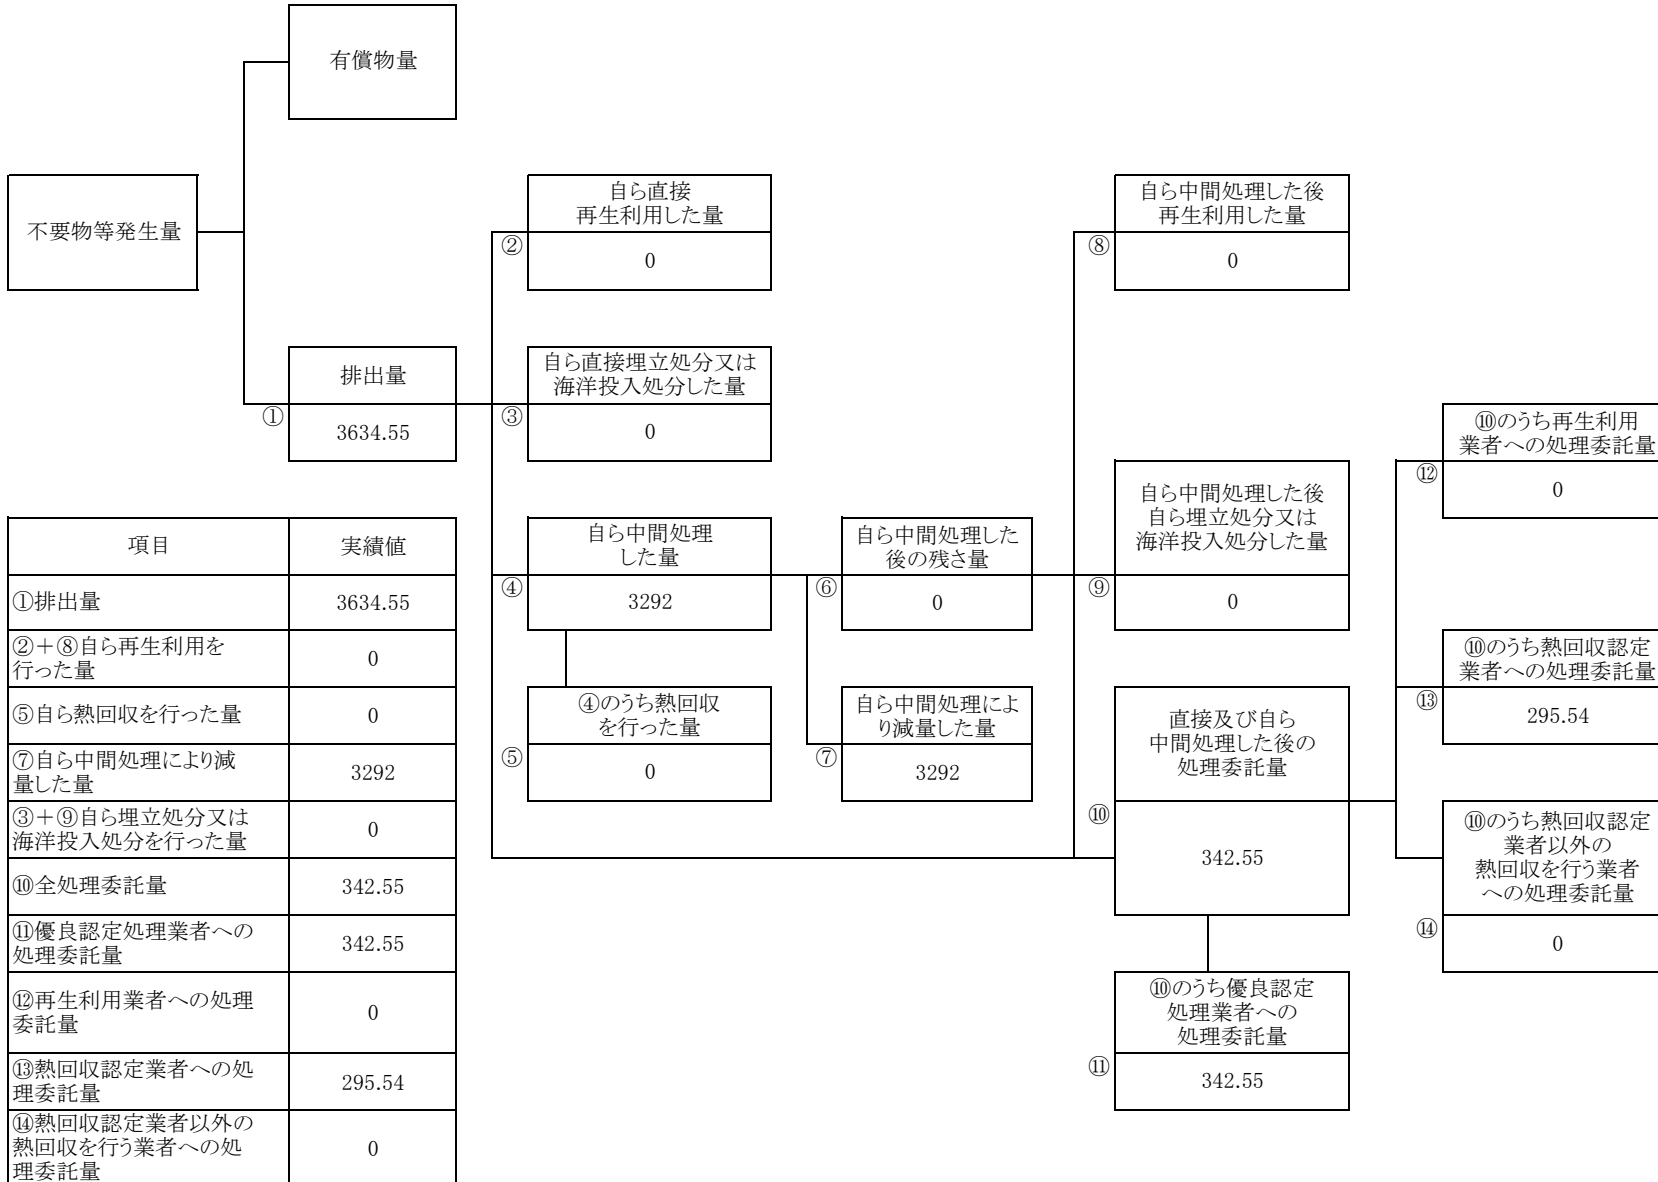 有償物量
不要物等発生量
自ら直接
再生利用した量
②
0
自ら中間処理した後
再生利用した量
⑧
0
排出量
①
3634.55
自ら直接埋立処分又は
海洋投入処分した量
③
0
⑩のうち再生利用
業者への処理委託量
⑫
0
自ら中間処理
した量
④
3292
自ら中間処理した
後の残さ量
⑥
0
自ら中間処理した後
自ら埋立処分又は
海洋投入処分した量
⑨
0
⑩のうち熱回収認定
業者への処理委託量
⑬
295.54
④のうち熱回収
を行った量
⑤
0
自ら中間処理によ
り減量した量
⑦
3292
直接及び自ら
中間処理した後の
処理委託量
⑩
342.55
⑩のうち熱回収認定
業者以外の
熱回収を行う業者
への処理委託量
⑭
0
⑩のうち優良認定
処理業者への
処理委託量
⑪
342.55
項目 実績値
①排出量 3634.55
②+⑧自ら再生利用を
行った量
0
⑤自ら熱回収を行った量 0
⑦自ら中間処理により減
量した量
3292
③+⑨自ら埋立処分又は
海洋投入処分を行った量
0
⑩全処理委託量 342.55
⑪優良認定処理業者への
処理委託量
342.55
⑫再生利用業者への処理
委託量
0
⑬熱回収認定業者への処
理委託量
295.54
⑭熱回収認定業者以外の
熱回収を行う業者への処
理委託量
0